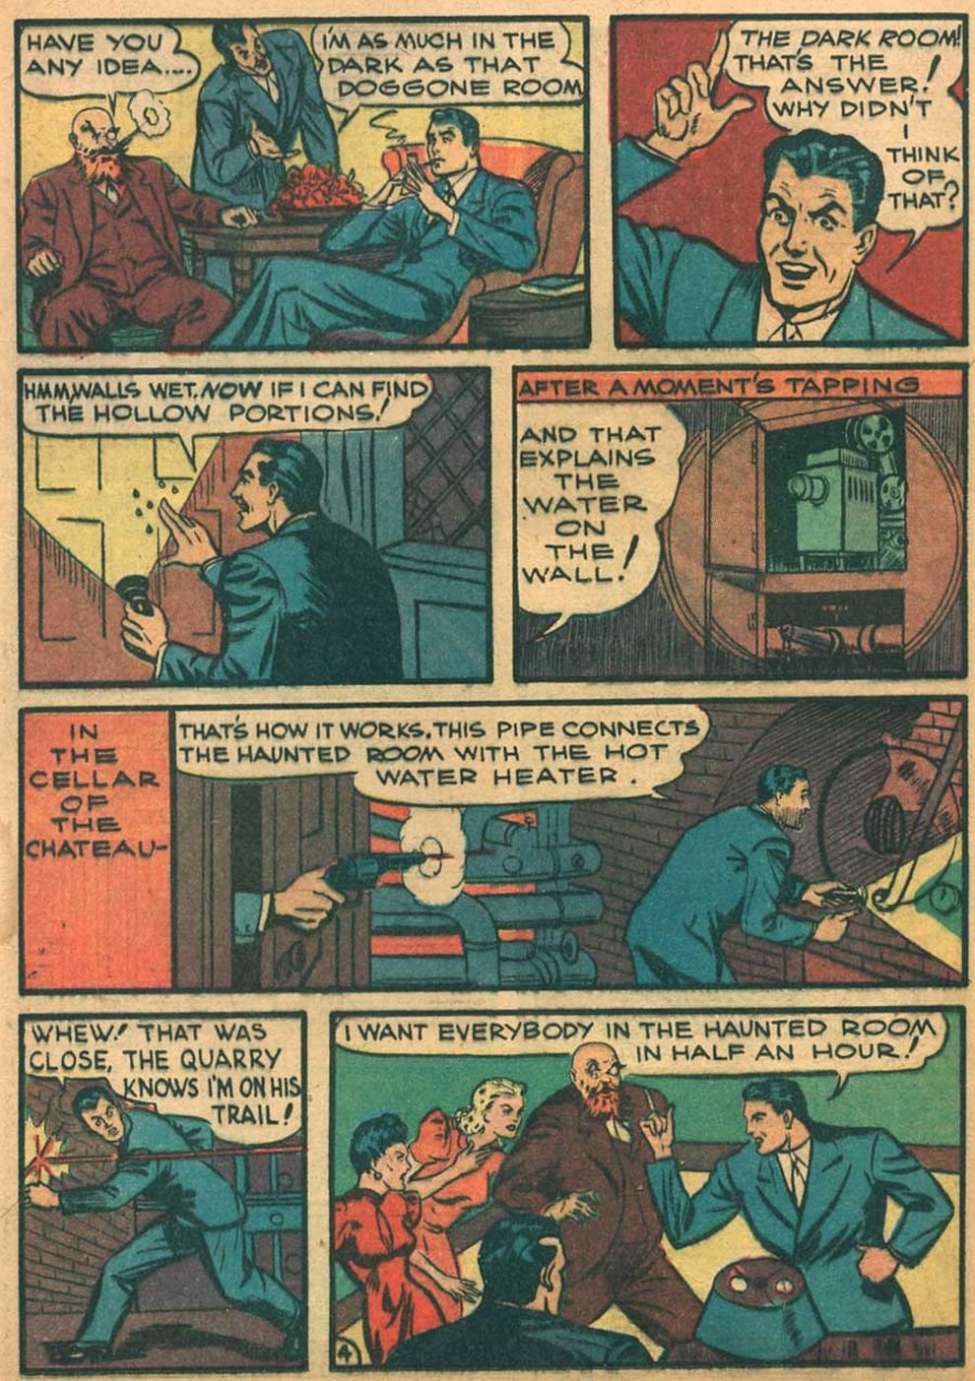 HAVE YOU
ANY IDEA....
I'M AS MUCH IN THE
DARK AS THAT
DOGGONE ROOM
THE DARK ROOM!
THAT'S THE
ANSWER!
WHY DIDN'T
I
THINK
OF
THAT?
HMM, WALLS WET. NOW IF I CAN FIND
THE HOLLOW PORTIONS!
AFTER A MOMENT'S TAPPING
AND THAT
EXPLAINS
THE
WATER
ON
THE
WALL!
IN
THE
CELLAR
OF
THE
CHATEAU-
THAT'S HOW IT WORKS. THIS PIPE CONNECTS
THE HAUNTED ROOM WITH THE HOT
WATER HEATER.
WHEW! THAT WAS
CLOSE, THE QUARRY
KNOWS I'M ON HIS
TRAIL!
I WANT EVERYBODY IN THE HAUNTED ROOM
IN HALF AN HOUR!
4